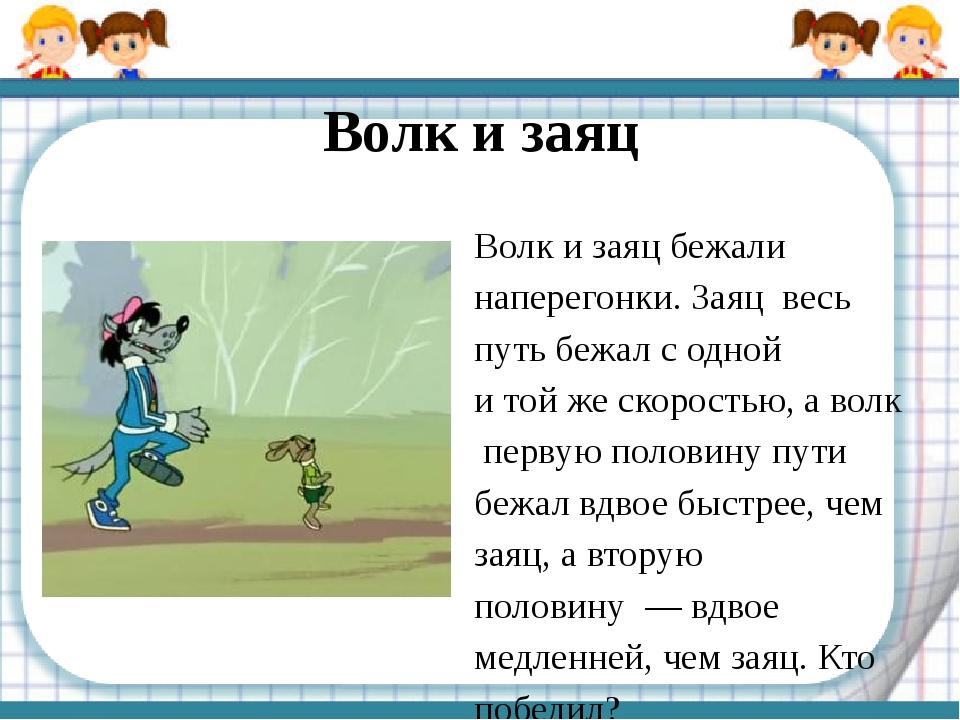 Волк и заяц
Волк и заяц бежали
наперегонки. Заяц  весь
путь бежал с одной
и той же скоростью, а волк
первую половину пути
бежал вдвое быстрее, чем
заяц, а вторую
половину  — вдвое
медленней, чем заяц. Кто
победил?